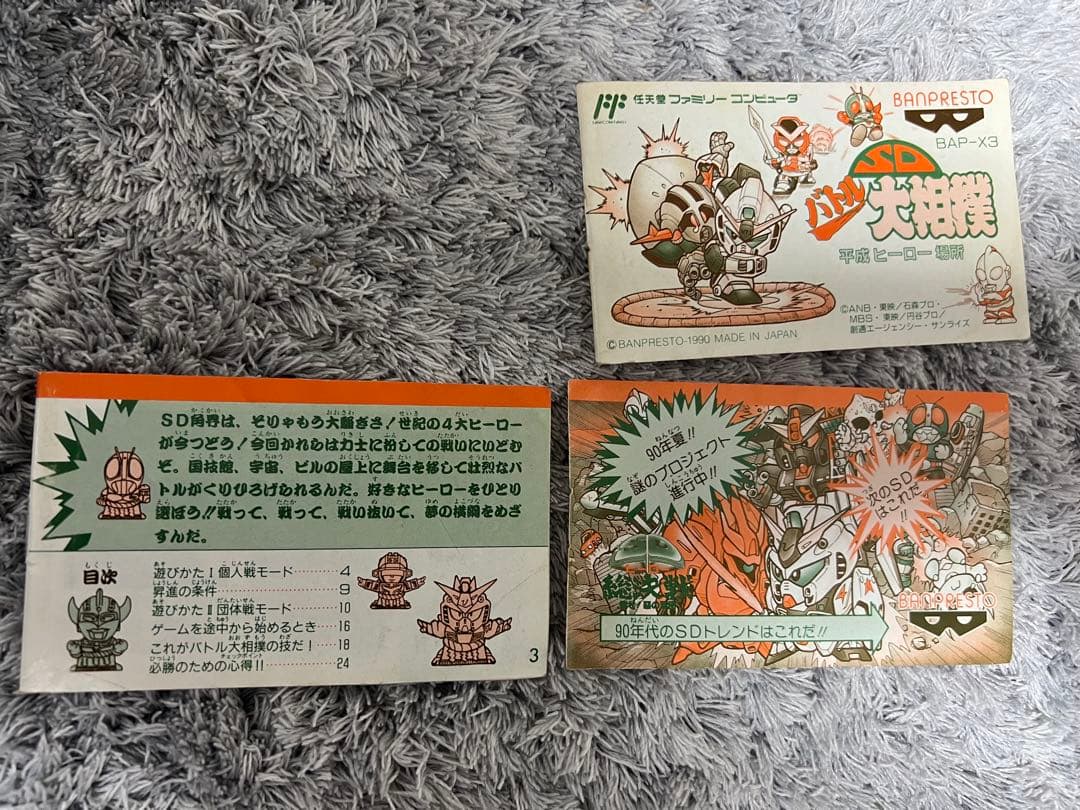 任天堂 ファミリー コンピュータ™
BANPRESTO
BAP-X3
SD
バトル
大相撲
平成 ヒーロー 場所
©ANB・東映/石森プロ・
MBS・東映/円谷プロ/
創通エージェンシー・サンライズ
©BANPRESTO-1990 MADE IN JAPAN
SD角界は、そりゃもう大騒ぎさ!世紀の4大ヒーロー
が今つどう!今回かれらは力士にふんしての戦いにいどむ
ぞ。国技館、宇宙、ビルの屋上に舞台を移して壮烈なバ
トルがくりひろげられるんだ。好きなヒーローをひとり
選ぼう!!戦って、戦って、戦い抜いて、夢の横綱をめざ
すんだ。
目次
遊びかたⅠ個人戦モード……4
昇進の条件……9
遊びかたⅡ団体戦モード……10
ゲームを途中から始めるとき…16
これがバトル大相撲の技だ!…18
必勝のための心得!!……24
3
90年夏!!
謎のプロジェクト
進行中!!
次のSDは
これだ!!
総決戦
BANPRESTO
90年代のSDトレンドはこれだ!!